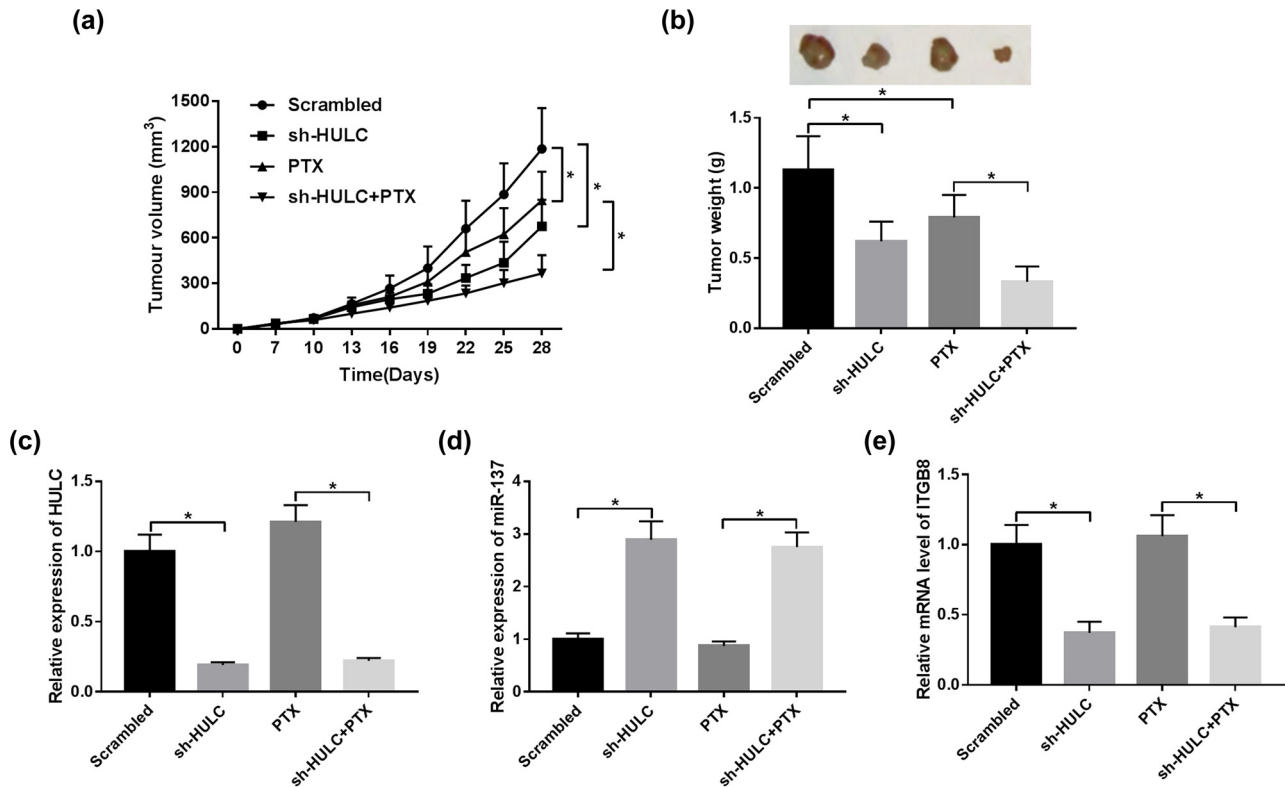 (a)
Tumour volume (mm³)
1500
1200
900
600
300
0
Scrambled
sh-HULC
PTX
sh-HULC+PTX
*
*
*
0 7 10 13 16 19 22 25 28
Time(Days)
(b)
Tumor weight (g)
1.5
1.0
0.5
0.0
*
*
*
Scrambled
sh-HULC
PTX
sh-HULC+PTX
(c)
Relative expression of HULC
1.5
1.0
0.5
0.0
*
*
Scrambled
sh-HULC
PTX
sh-HULC+PTX
(d)
Relative expression of miR-137
4
3
2
1
0
*
*
Scrambled
sh-HULC
PTX
sh-HULC+PTX
(e)
Relative mRNA level of ITGB8
1.5
1.0
0.5
0.0
*
*
Scrambled
sh-HULC
PTX
sh-HULC+PTX